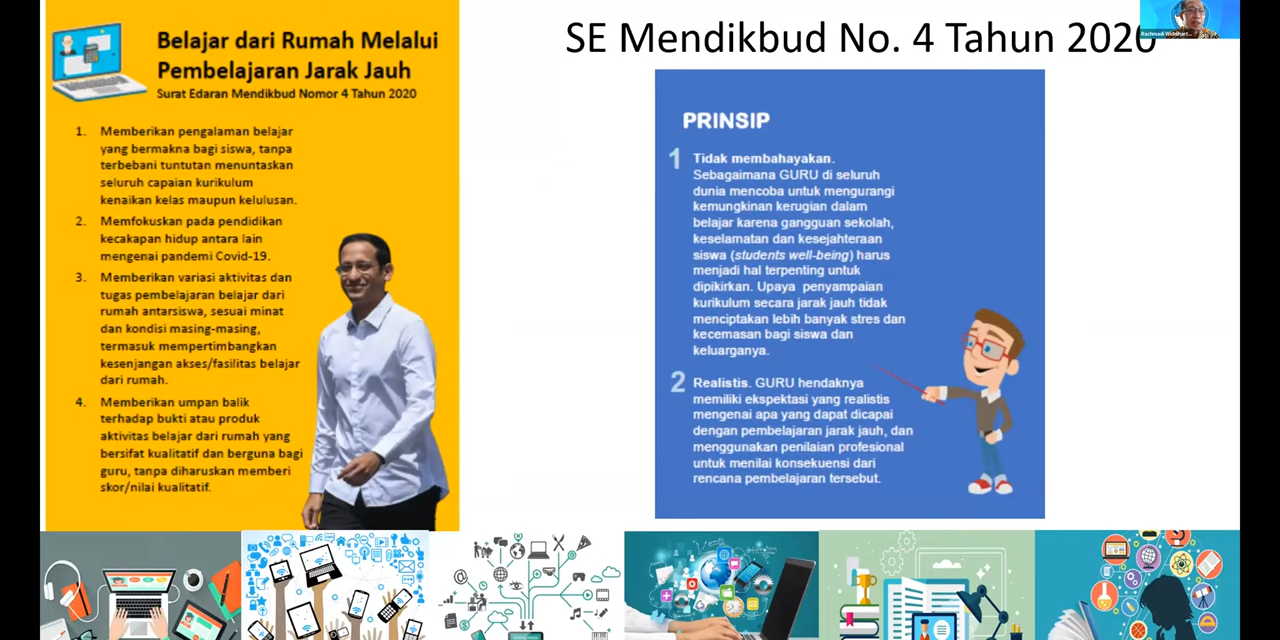 SE Mendikbud No. 4 Tahun 2020
Belajar dari Rumah Melalui
Pembelajaran Jarak Jauh
Surat Edaran Mendikbud Nomor 4 Tahun 2020
1. Memberikan pengalaman belajar
yang bermakna bagi siswa, tanpa
terbebani tuntutan menuntaskan
seluruh capaian kurikulum
kenaikan kelas maupun kelulusan.
2. Memfokuskan pada pendidikan
kecakapan hidup antara lain
mengenai pandemi Covid-19.
3. Memberikan variasi aktivitas dan
tugas pembelajaran belajar dari
rumah antarsiswa, sesuai minat
dan kondisi masing-masing,
termasuk mempertimbangkan
kesenjangan akses/fasilitas belajar
dari rumah.
4. Memberikan umpan balik
terhadap bukti atau produk
aktivitas belajar dari rumah yang
bersifat kualitatif dan berguna bagi
guru, tanpa diharuskan memberi
skor/nilai kualitatif.
PRINSIP
1 Tidak membahayakan.
Sebagaimana GURU di seluruh
dunia mencoba untuk mengurangi
kemungkinan kerugian dalam
belajar karena gangguan sekolah,
keselamatan dan kesejahteraan
siswa (students well-being) harus
menjadi hal terpenting untuk
dipikirkan. Upaya penyampaian
kurikulum secara jarak jauh tidak
menciptakan lebih banyak stres dan
kecemasan bagi siswa dan
keluarganya.
2 Realistis. GURU hendaknya
memiliki ekspektasi yang realistis
mengenai apa yang dapat dicapai
dengan pembelajaran jarak jauh, dan
menggunakan penilaian profesional
untuk menilai konsekuensi dari
rencana pembelajaran tersebut.